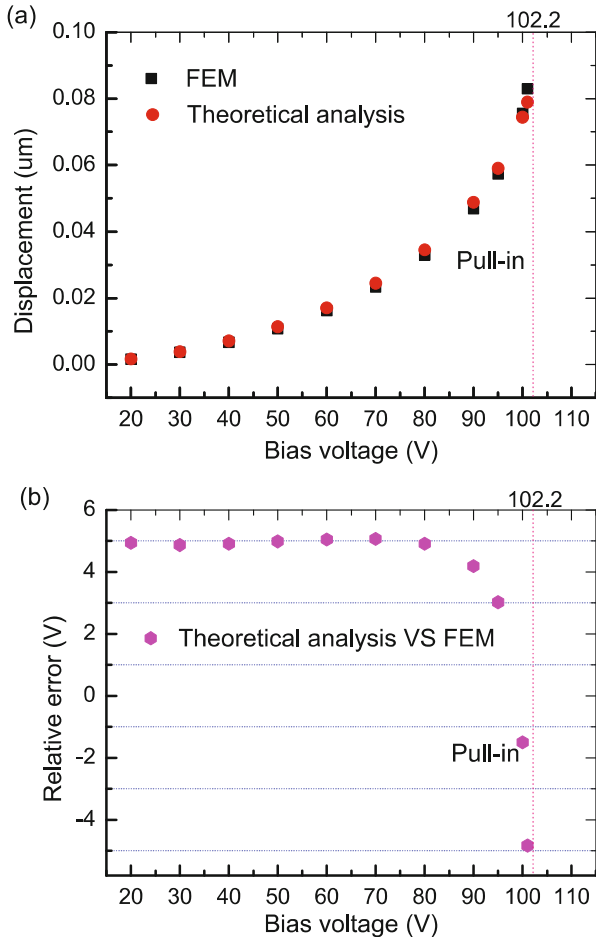 (a)
102.2
0.10
0.08
0.06
0.04
0.02
0.00
Displacement (um)
FEM
Theoretical analysis
Pull-in
20 30 40 50 60 70 80 90 100 110
Bias voltage (V)
(b)
102.2
6
4
2
0
-2
-4
Relative error (V)
Theoretical analysis VS FEM
Pull-in
20 30 40 50 60 70 80 90 100 110
Bias voltage (V)